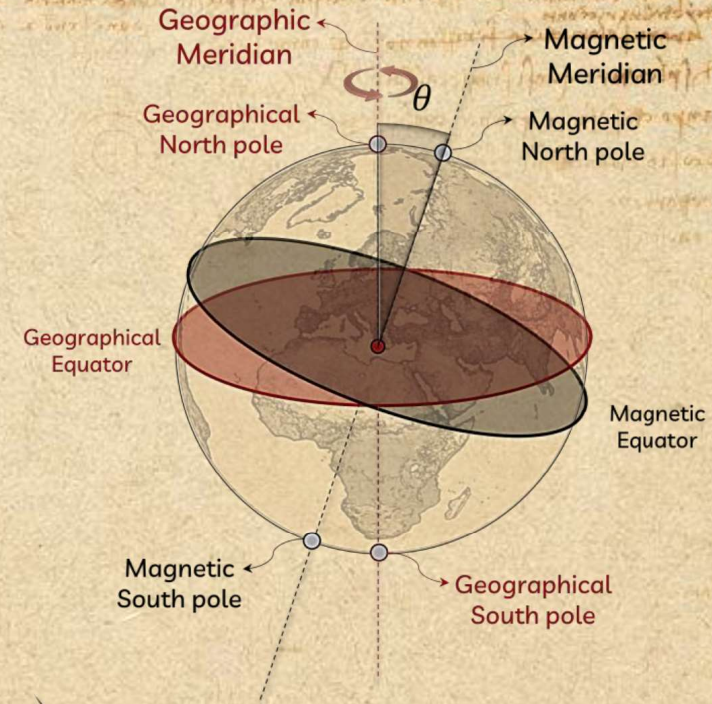 Geographic
Meridian
Magnetic
Meridian
θ
Geographical
North pole
Magnetic
North pole
Geographical
Equator
Magnetic
Equator
Magnetic
South pole
Geographical
South pole